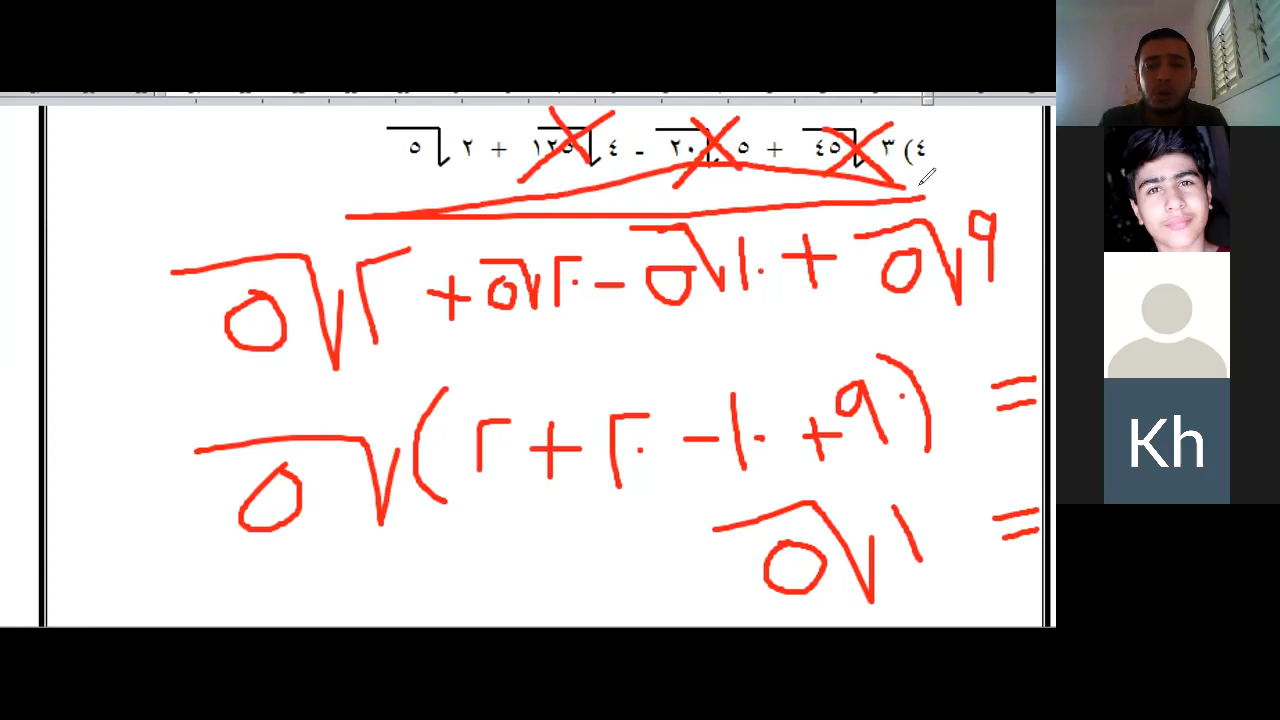 ٤) ٣√٤٥ + ٥√٢٠ - ٤√١٢٥ + ٢√٥
٩√٥ + ١٠√٥ - ٢٠√٥ + ٢√٥
= (٩ + ١٠ - ٢٠ + ٢)√٥
= ١√٥
Kh